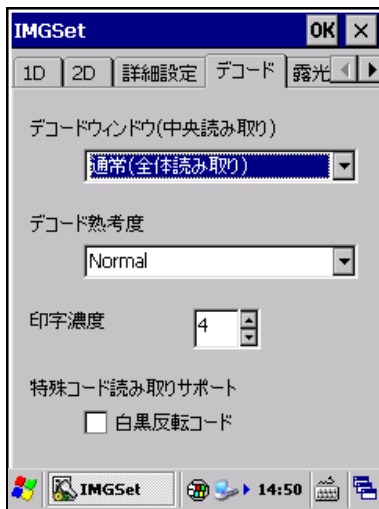 IMGSet OK
1D 2D 詳細設定 デコード 露光
デコードウィンドウ(中央読み取り)
通常(全体読み取り)
デコード熟考度
Normal
印字濃度 4
特殊コード読み取りサポート
白黒反転コード
IMGSet 14:50